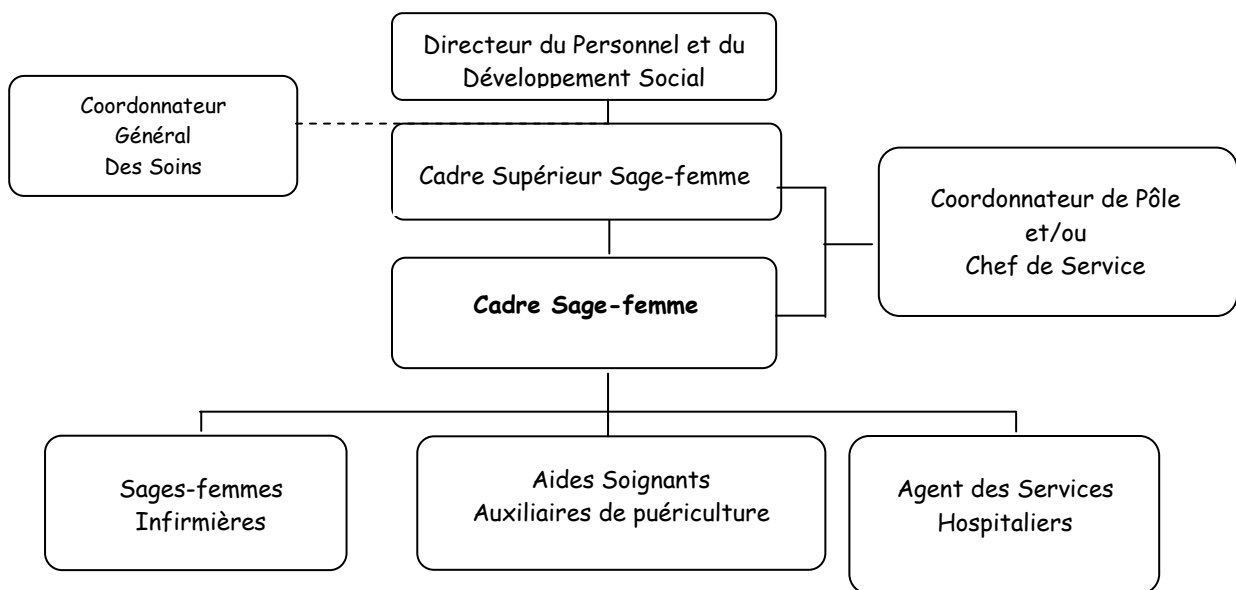 Directeur du Personnel et du
Développement Social
Coordonnateur
Général
Des Soins
Cadre Supérieur Sage-femme
Coordonnateur de Pôle
et/ou
Chef de Service
Cadre Sage-femme
Sages-femmes
Infirmières
Aides Soignants
Auxiliaires de puériculture
Agent des Services
Hospitaliers